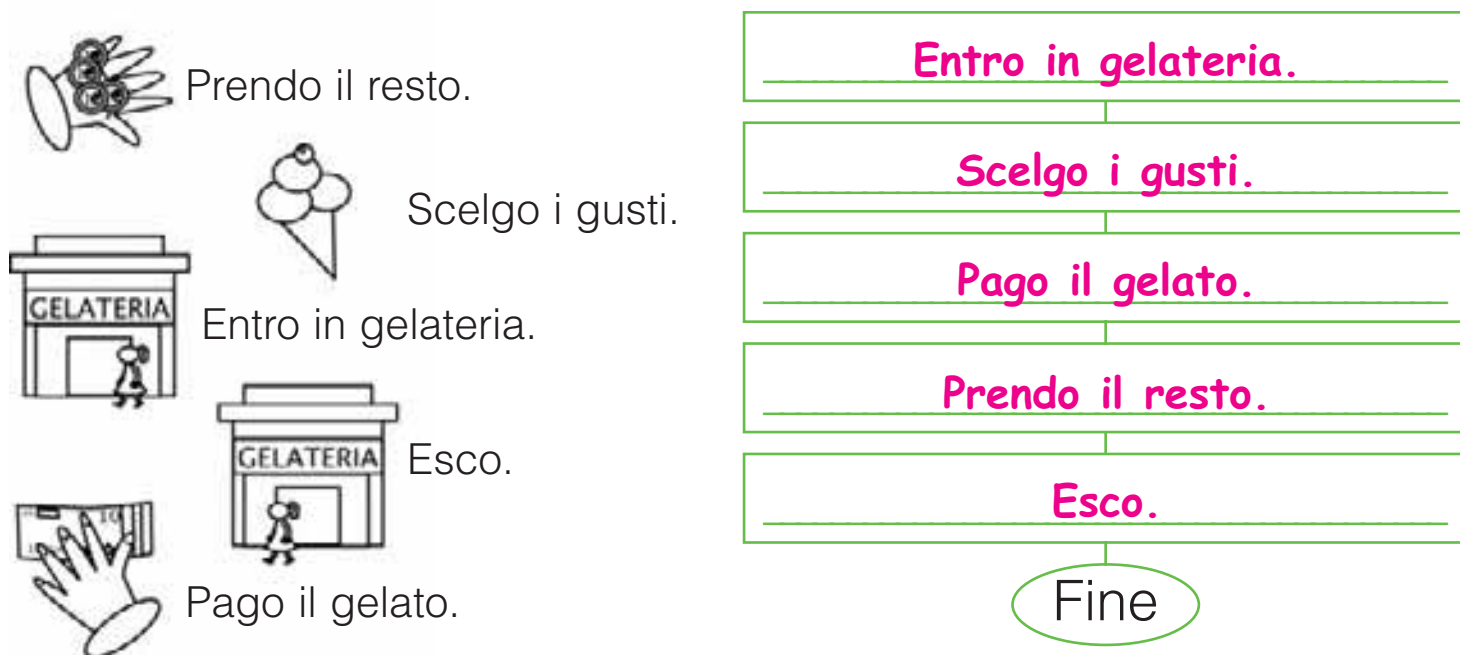 Prendo il resto.
Scelgo i gusti.
GELATERIA
Entro in gelateria.
GELATERIA
Esco.
10
Pago il gelato.
Entro in gelateria.
Scelgo i gusti.
Pago il gelato.
Prendo il resto.
Esco.
Fine